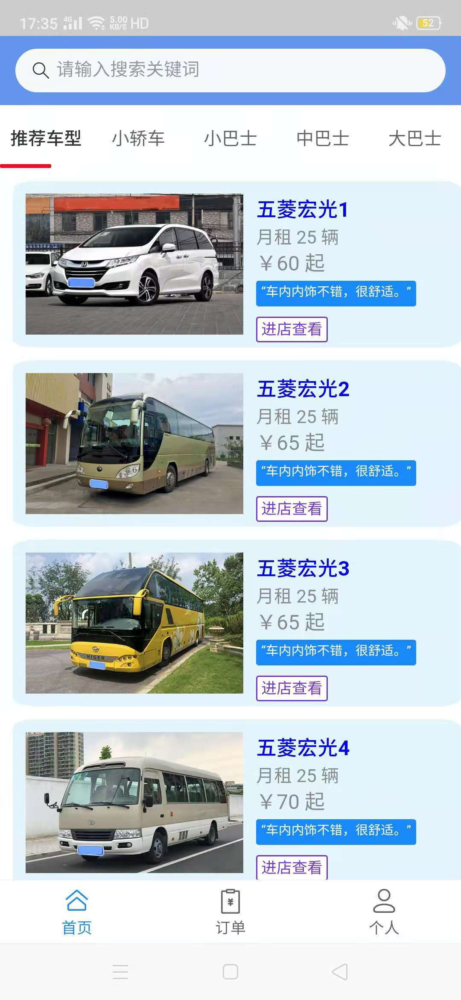 17:35 4G 5.00 KB/S HD 52
请输入搜索关键词
推荐车型 小轿车 小巴士 中巴士 大巴士
五菱宏光1
月租 25 辆
￥60 起
“车内内饰不错，很舒适。”
进店查看
五菱宏光2
月租 25 辆
￥65 起
“车内内饰不错，很舒适。”
进店查看
HIGER
五菱宏光3
月租 25 辆
￥65 起
“车内内饰不错，很舒适。”
进店查看
五菱宏光4
月租 25 辆
￥70 起
“车内内饰不错，很舒适。”
进店查看
首页 订单 个人